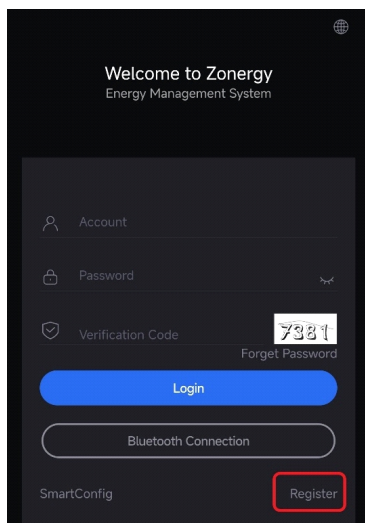 Welcome to Zonergy
Energy Management System
Account
Password
Verification Code
7381
Forget Password
Login
Bluetooth Connection
SmartConfig Register